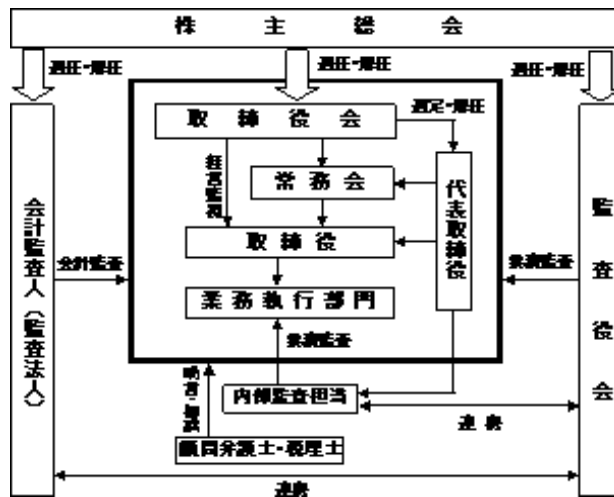 株主総会
選任・解任
選任・解任
選任・解任
取締役会
選定・解任
経営監視
常務会
代表取締役
取締役
会計監査人（監査法人）
会計監査
監査役会
業務監査
業務執行部門
業務監査
助言・確認
内部監査担当
連携
顧問弁護士・税理士
連携